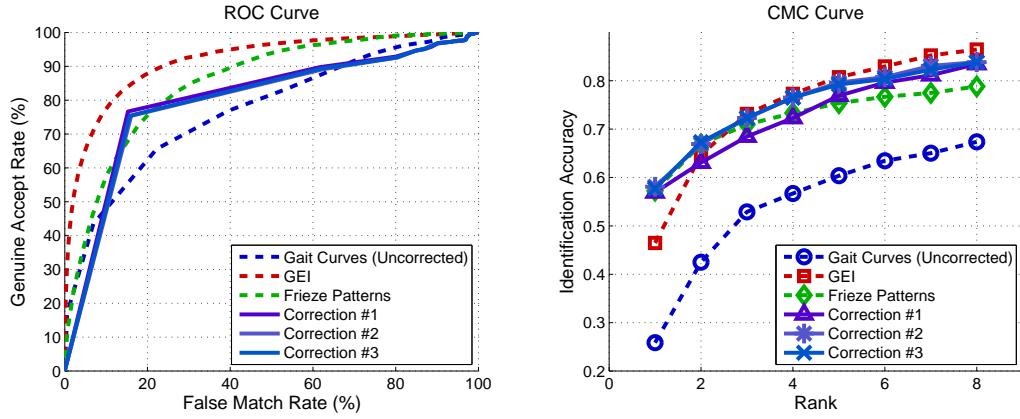 ROC Curve
Genuine Accept Rate (%)
100
90
80
70
60
50
40
30
20
10
0
0 20 40 60 80 100
False Match Rate (%)
Gait Curves (Uncorrected)
GEI
Frieze Patterns
Correction #1
Correction #2
Correction #3
CMC Curve
Identification Accuracy
0.8
0.7
0.6
0.5
0.4
0.3
0.2
0 2 4 6 8 10
Rank
Gait Curves (Uncorrected)
GEI
Frieze Patterns
Correction #1
Correction #2
Correction #3